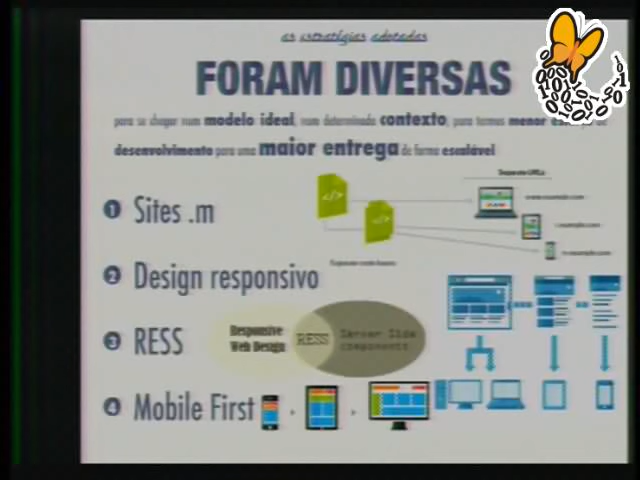 as estratégias adotadas
FORAM DIVERSAS
para se chegar num modelo ideal, num determinado contexto, para termos menor
desenvolvimento para uma maior entrega de forma escalável
Separate URLs
1 Sites .m
2 Design responsivo
3 RESS
Responsive
Web Design
RESS
Server Side
components
4 Mobile First